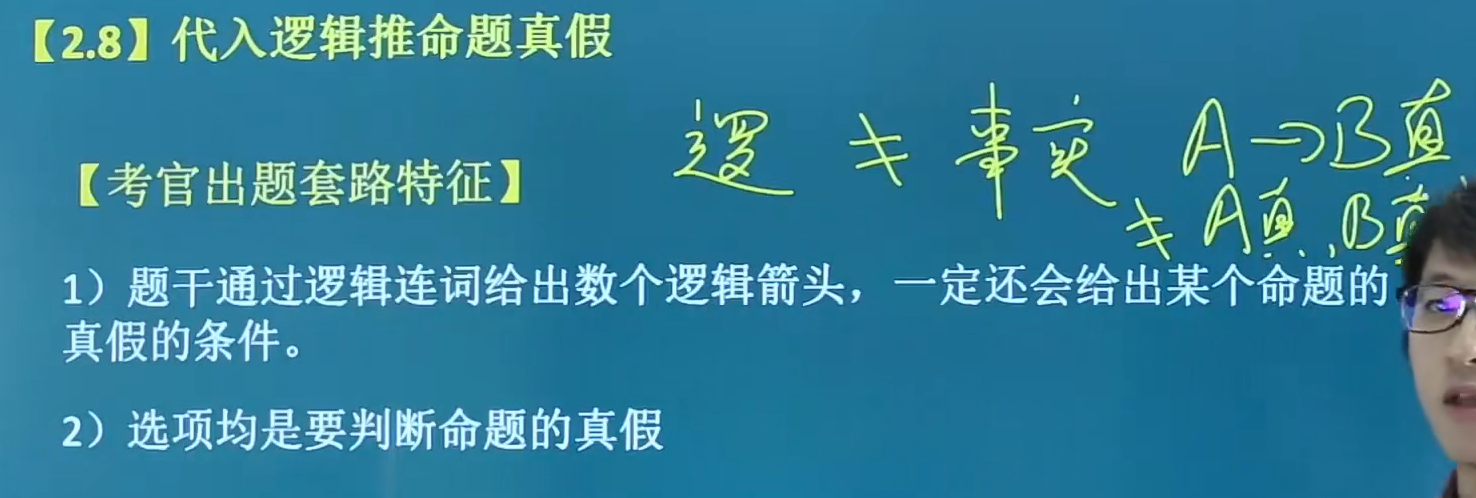 【2.8】代入逻辑推命题真假
逻 ≠ 事实 A→B真
≠ A真,B真
【考官出题套路特征】
1）题干通过逻辑连词给出数个逻辑箭头，一定还会给出某个命题的
真假的条件。
2）选项均是要判断命题的真假